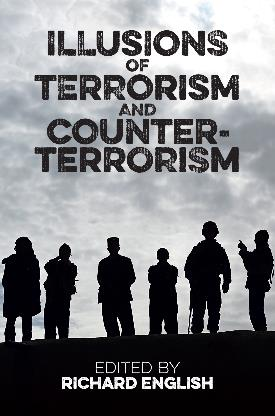 ILLUSIONS
OF
TERRORISM
AND
COUNTER-
TERRORISM
EDITED BY
RICHARD ENGLISH